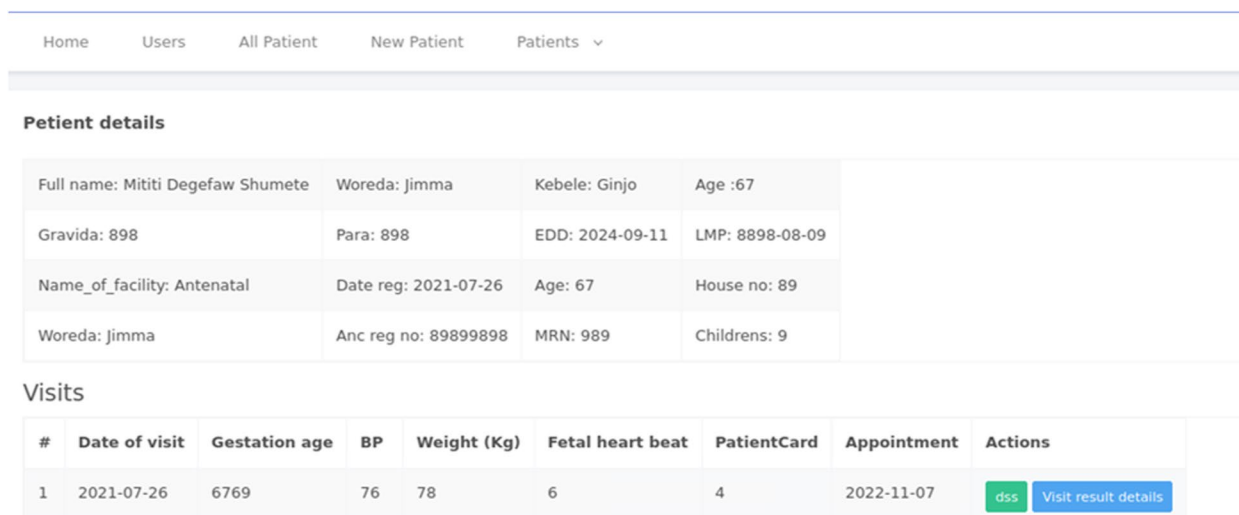 Home Users All Patient New Patient Patients
Petient details
Full name: Mititi Degefaw Shumete Woreda: Jimma Kebele: Ginjo Age :67
Gravida: 898 Para: 898 EDD: 2024-09-11 LMP: 8898-08-09
Name_of_facility: Antenatal Date reg: 2021-07-26 Age: 67 House no: 89
Woreda: Jimma Anc reg no: 89899898 MRN: 989 Childrens: 9
Visits
# Date of visit Gestation age BP Weight (Kg) Fetal heart beat PatientCard Appointment Actions
1 2021-07-26 6769 76 78 6 4 2022-11-07 dss Visit result details